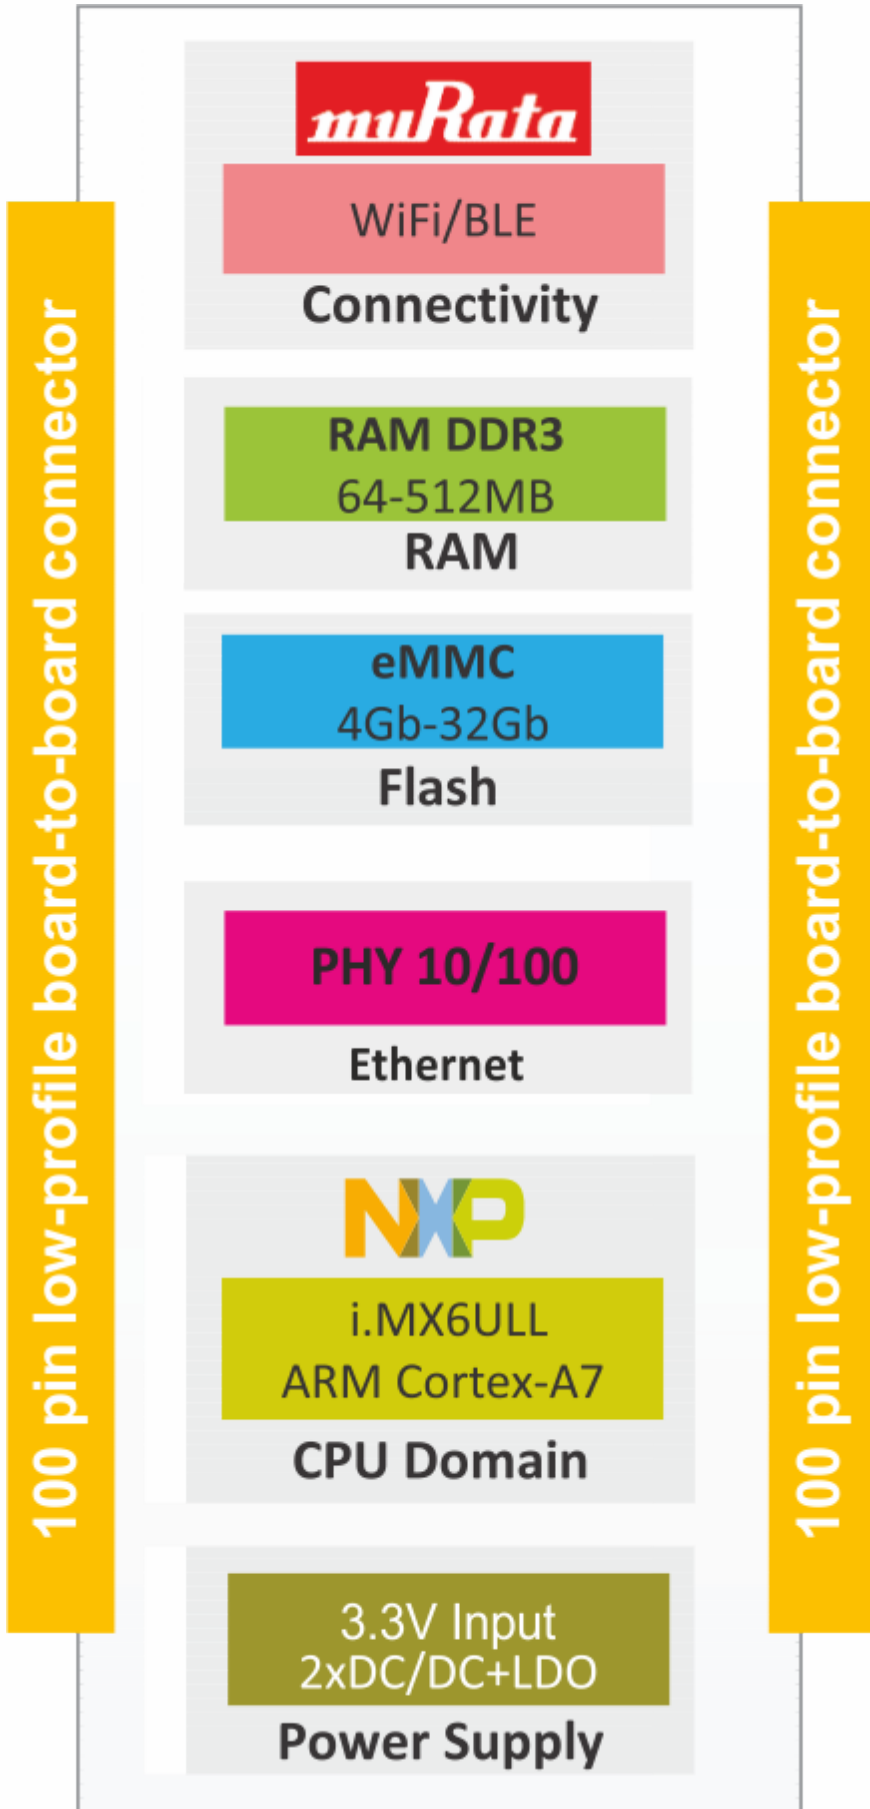 muRata
WiFi/BLE
Connectivity
RAM DDR3
64-512MB
RAM
eMMC
4Gb-32Gb
Flash
PHY 10/100
Ethernet
NXP
i.MX6ULL
ARM Cortex-A7
CPU Domain
3.3V Input
2xDC/DC+LDO
Power Supply
100 pin low-profile board-to-board connector
100 pin low-profile board-to-board connector